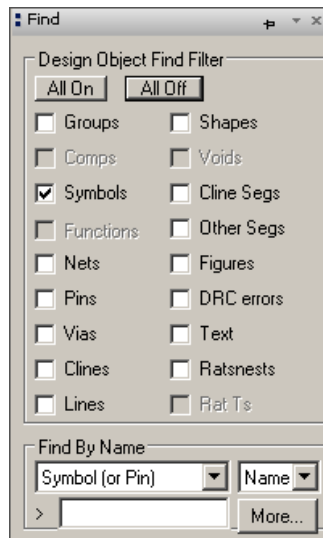 Find
Design Object Find Filter
All On All Off
Groups Shapes
Comps Voids
Symbols Cline Segs
Functions Other Segs
Nets Figures
Pins DRC errors
Vias Text
Clines Ratsnests
Lines Rat Ts
Find By Name
Symbol (or Pin) Name
> More...